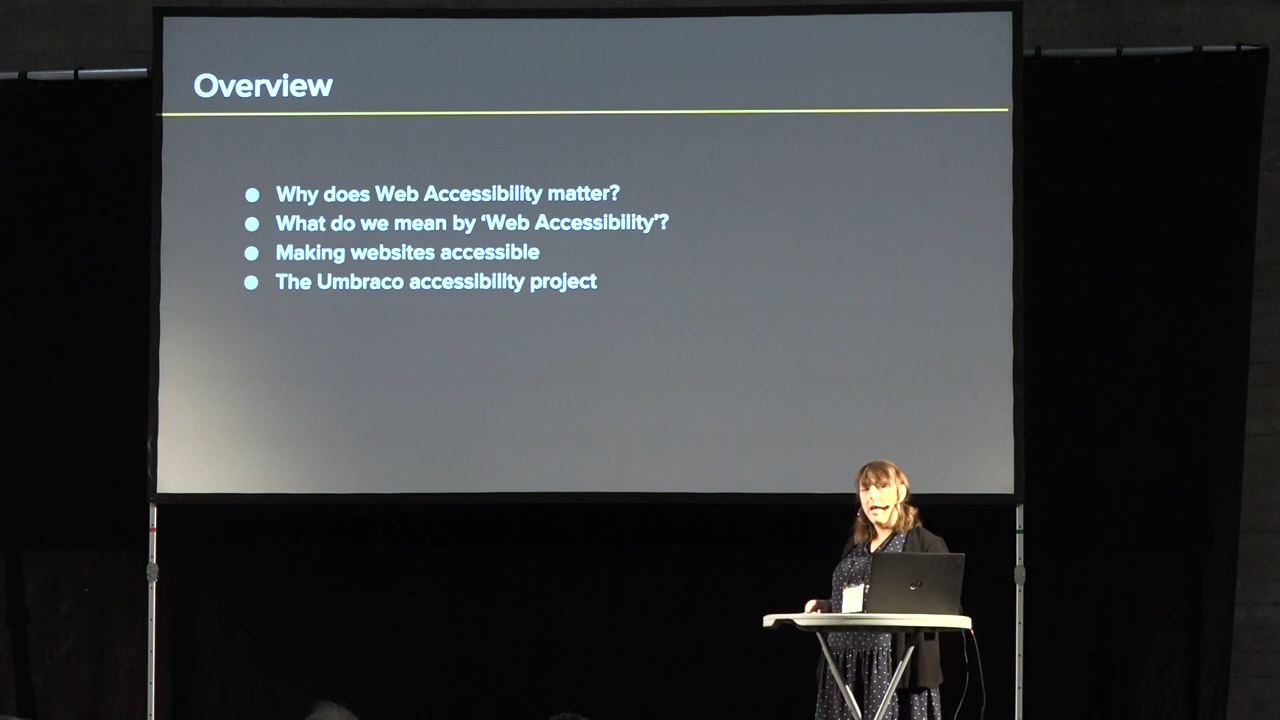 Overview
Why does Web Accessibility matter?
What do we mean by ‘Web Accessibility’?
Making websites accessible
The Umbraco accessibility project